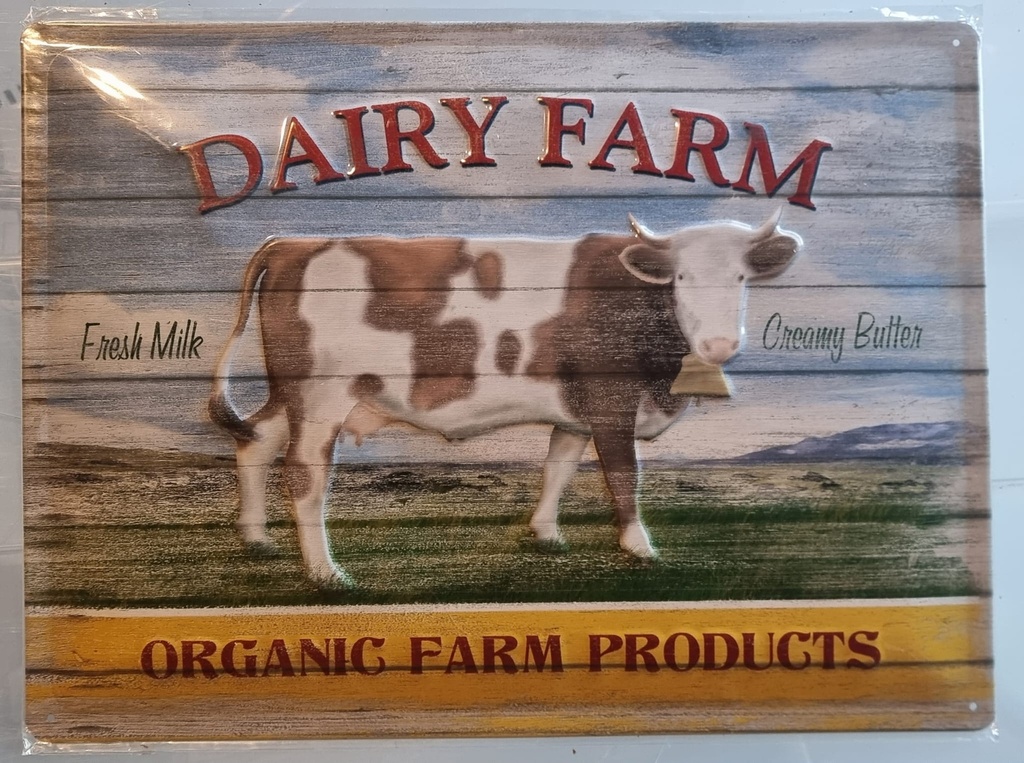 DAIRY FARM
Fresh Milk
Creamy Butter
ORGANIC FARM PRODUCTS